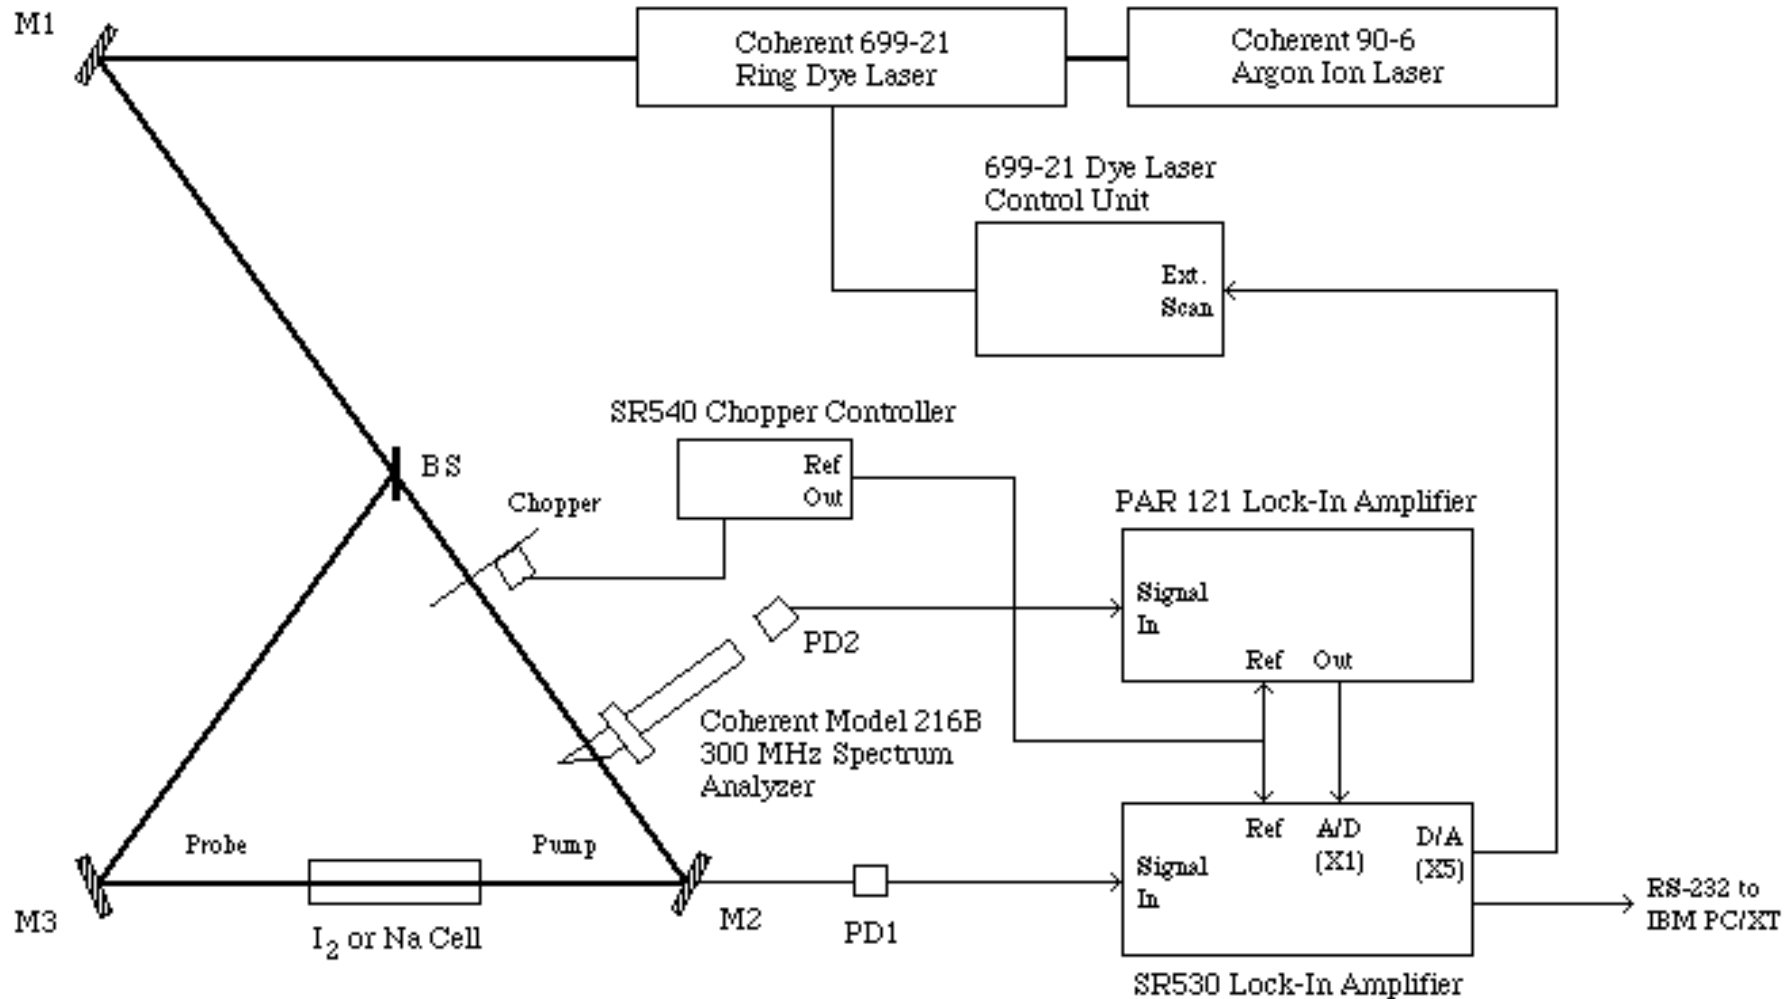 M1
Coherent 699-21
Ring Dye Laser
Coherent 90-6
Argon Ion Laser
699-21 Dye Laser
Control Unit
Ext.
Scan
SR540 Chopper Controller
Ref
Out
BS
Chopper
PAR 121 Lock-In Amplifier
Signal
In
Ref Out
PD2
Coherent Model 216B
300 MHz Spectrum
Analyzer
Probe
Pump
Ref
A/D
(X1)
D/A
(X5)
Signal
In
RS-232 to
IBM PC/XT
M3
I2 or Na Cell
M2
PD1
SR530 Lock-In Amplifier